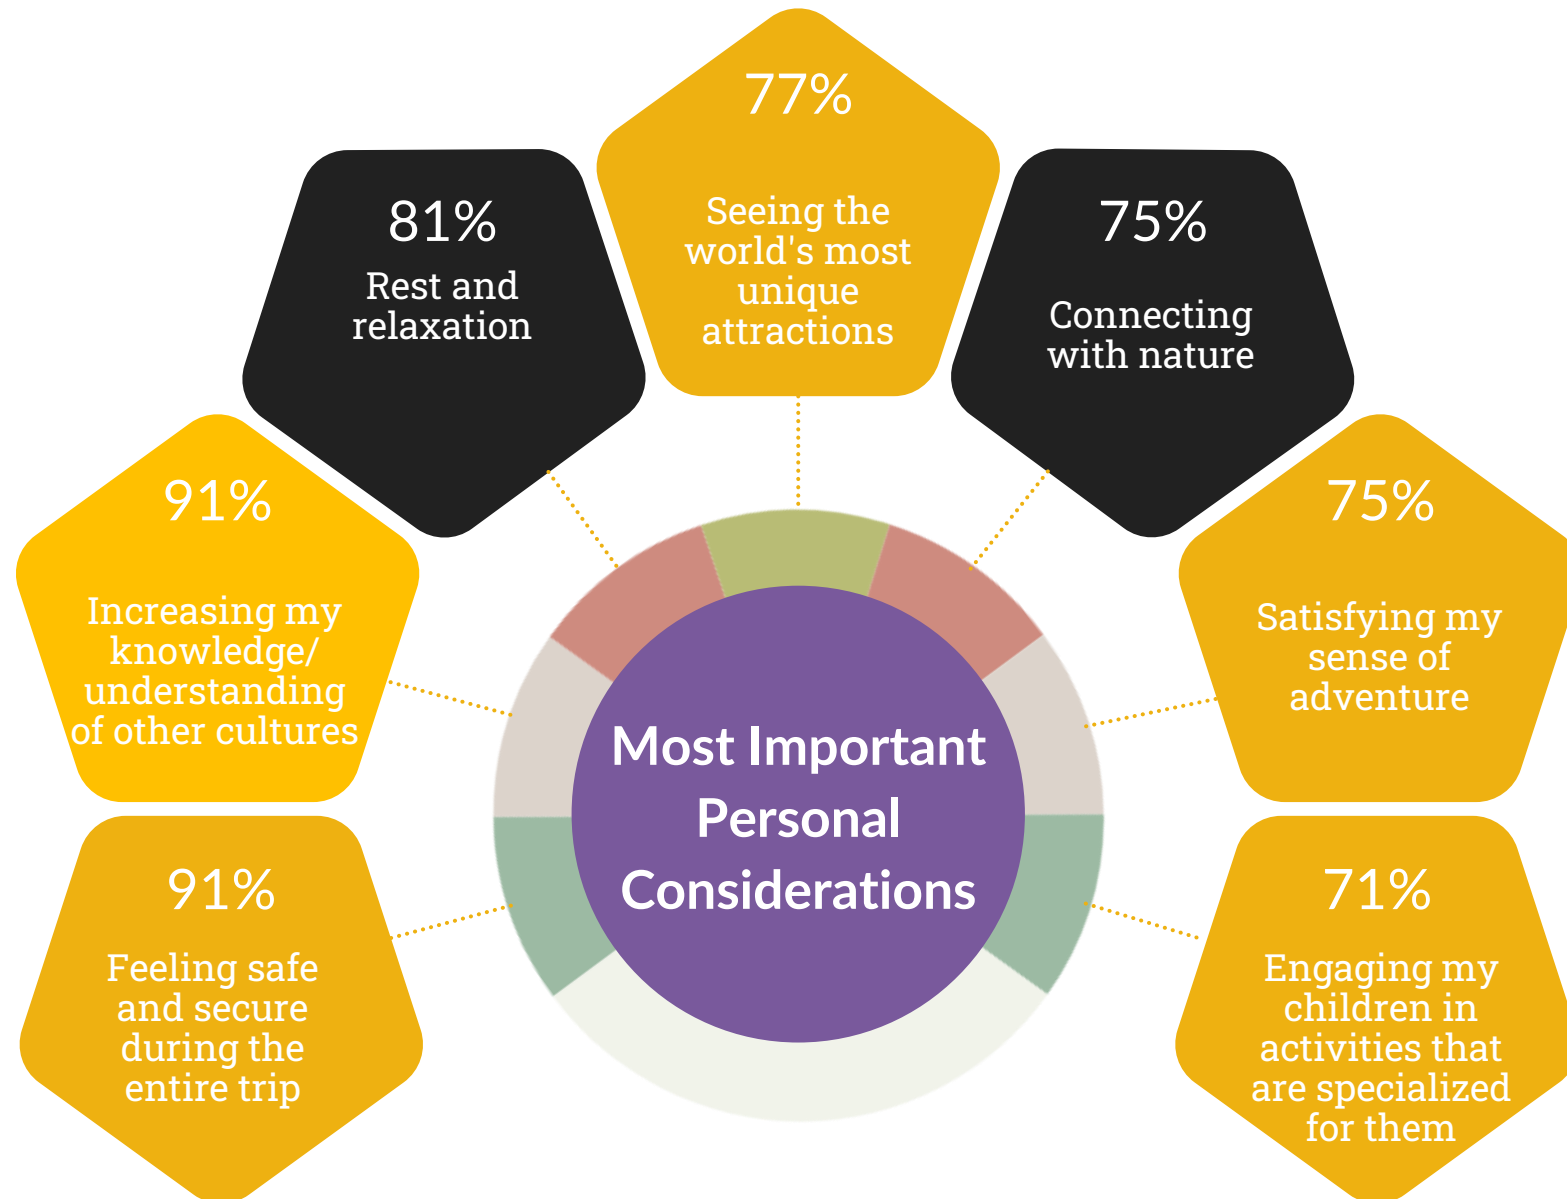 77%
Seeing the
world's most
unique
attractions
81%
Rest and
relaxation
75%
Connecting
with nature
91%
Increasing my
knowledge/
understanding
of other cultures
75%
Satisfying my
sense of
adventure
Most Important
Personal
Considerations
91%
Feeling safe
and secure
during the
entire trip
71%
Engaging my
children in
activities that
are specialized
for them